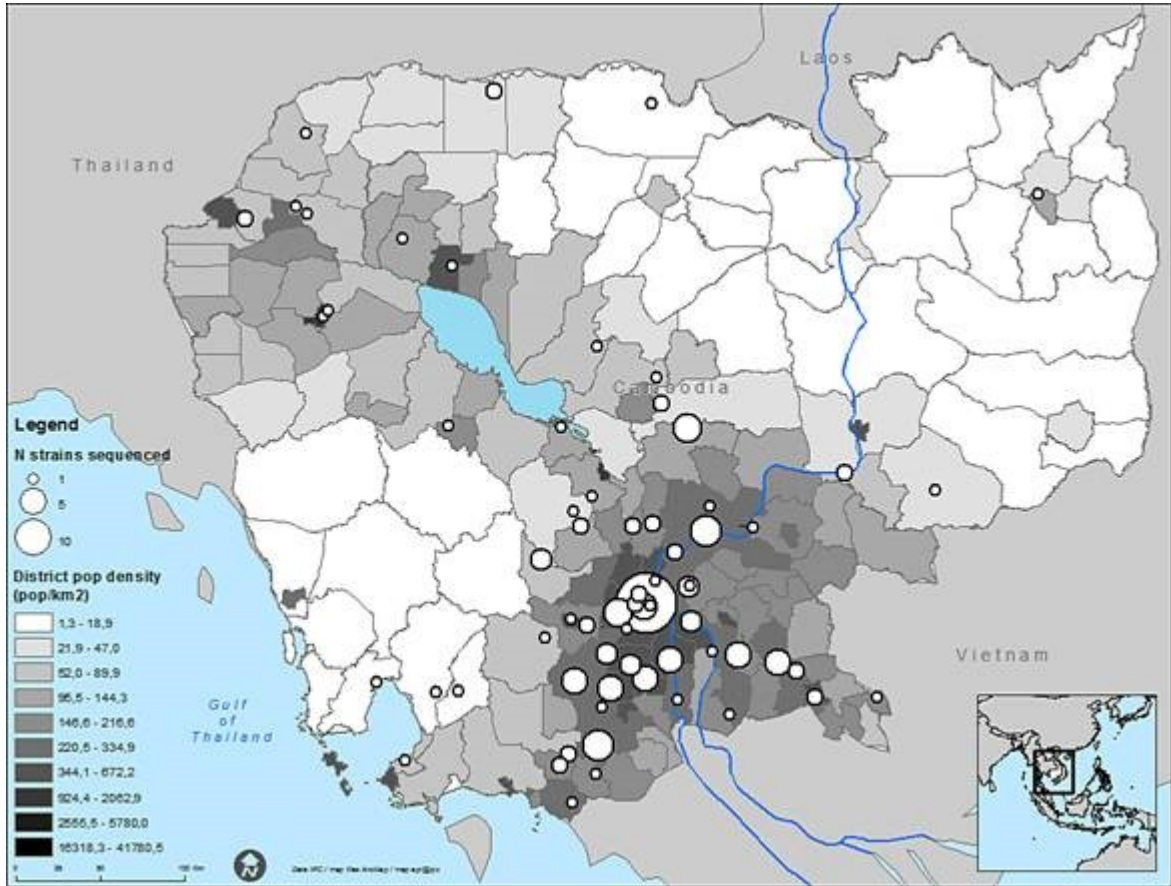 Laos
Thailand
Cambodia
Legend
N strains sequenced
1
5
10
District pop density
(pop/km2)
1,3 - 18,9
21,9 - 47,0
52,0 - 89,9
95,5 - 144,3
146,6 - 216,6
220,5 - 334,9
344,1 - 672,2
924,4 - 2062,9
2555,5 - 5780,0
16318,3 - 41780,5
Gulf
of
Thailand
Vietnam